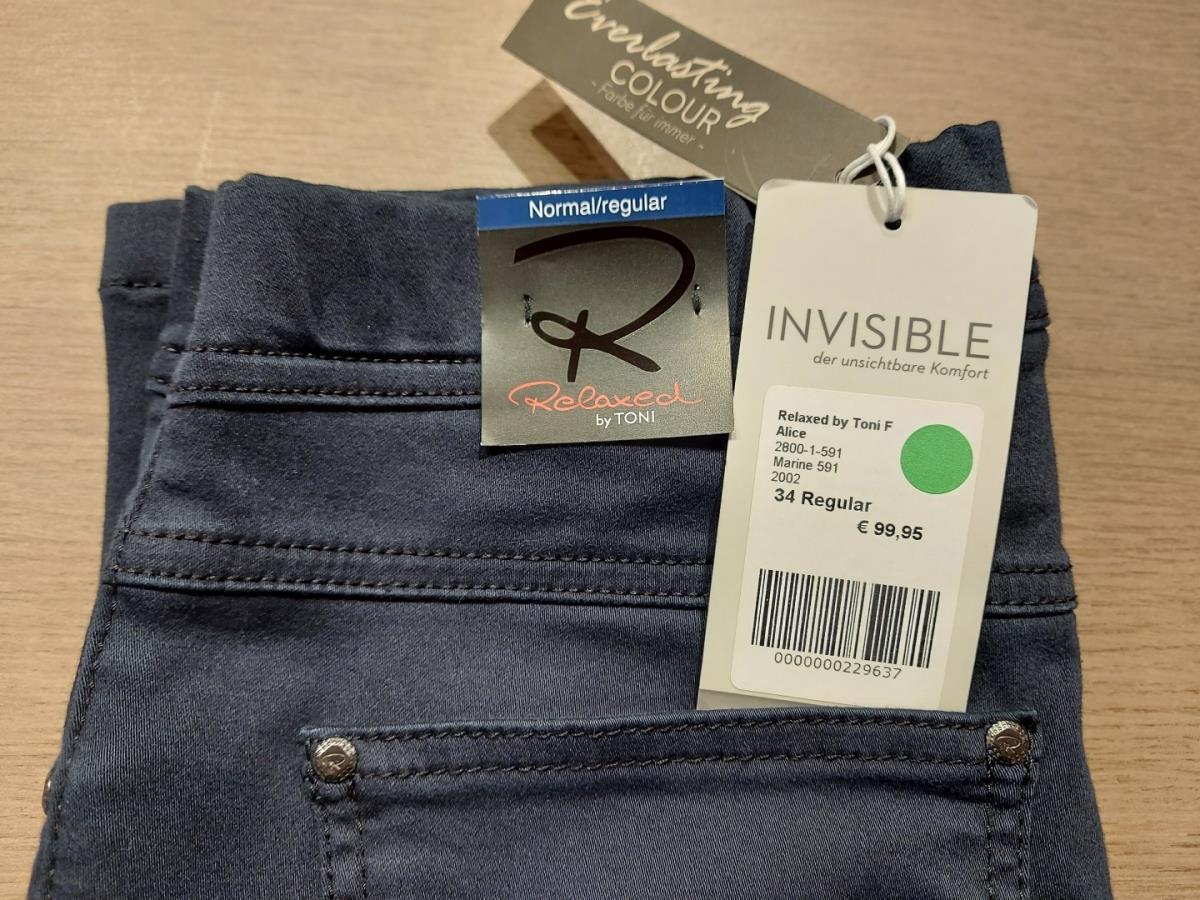 Everlasting
COLOUR
- Farbe für immer -
Normal/regular
R
Relaxed
by TONI
INVISIBLE
der unsichtbare Komfort
Relaxed by Toni F
Alice
2800-1-591
Marine 591
2002
34 Regular
€ 99,95
0000000229637
R
R